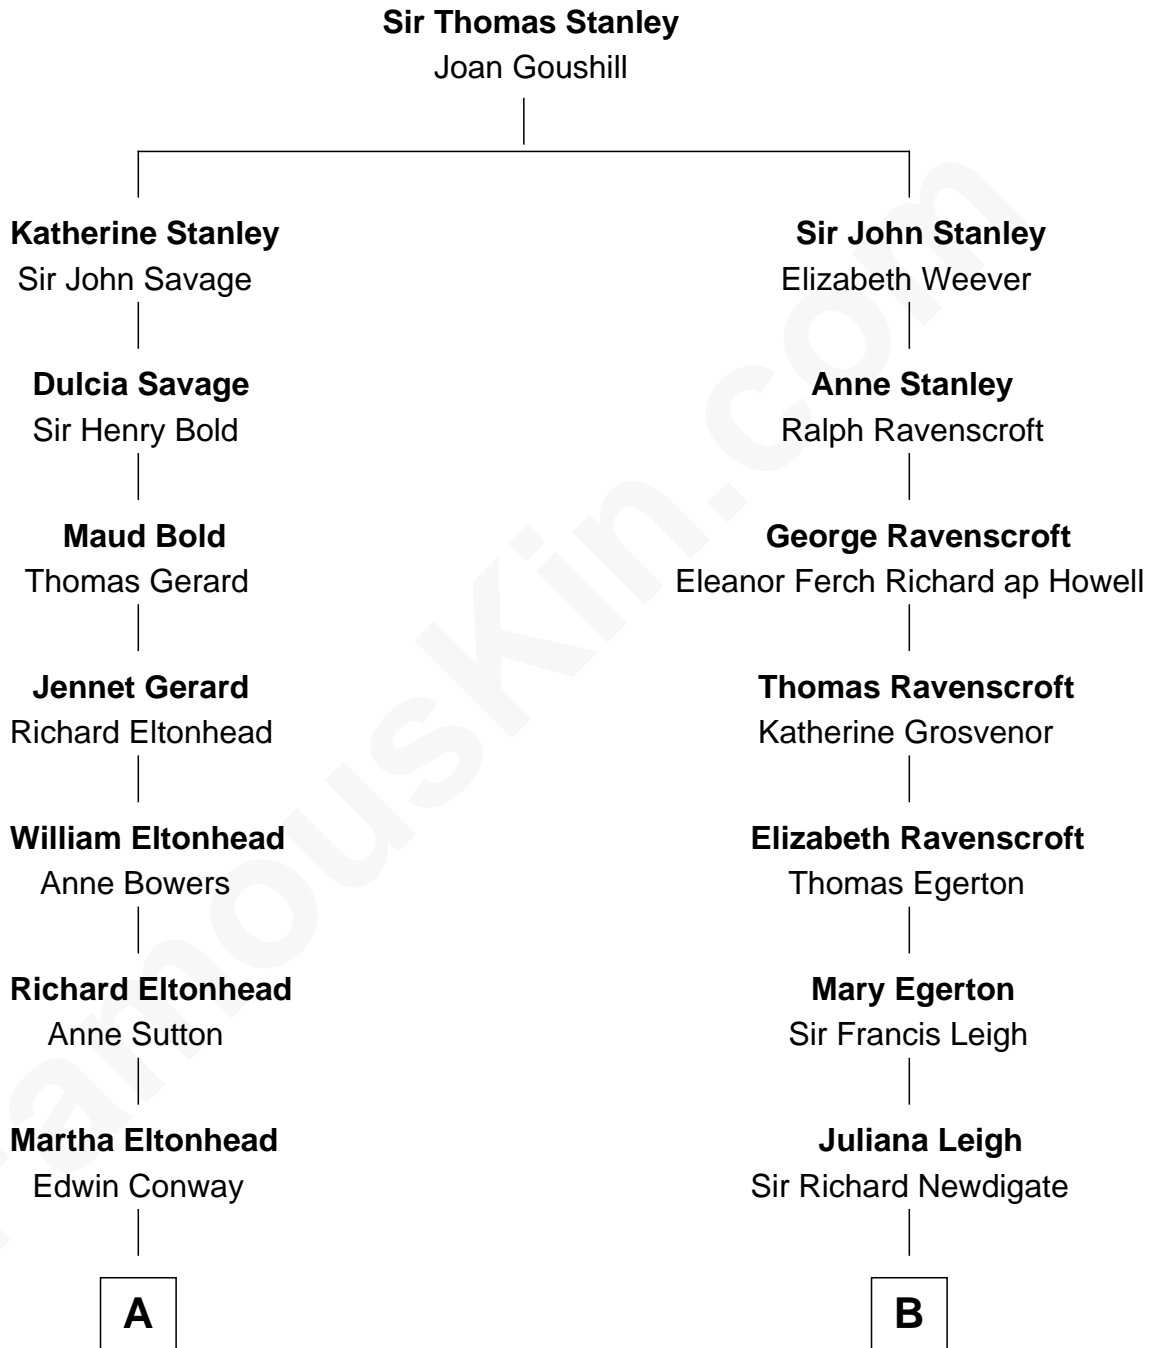 Sir Thomas Stanley
Joan Goushill
Katherine Stanley
Sir John Savage
Sir John Stanley
Elizabeth Weever
Dulcia Savage
Sir Henry Bold
Anne Stanley
Ralph Ravenscroft
Maud Bold
Thomas Gerard
George Ravenscroft
Eleanor Ferch Richard ap Howell
Jennet Gerard
Richard Eltonhead
Thomas Ravenscroft
Katherine Grosvenor
William Eltonhead
Anne Bowers
Elizabeth Ravenscroft
Thomas Egerton
Richard Eltonhead
Anne Sutton
Mary Egerton
Sir Francis Leigh
Martha Eltonhead
Edwin Conway
Juliana Leigh
Sir Richard Newdigate
A
B
FamousKin.com